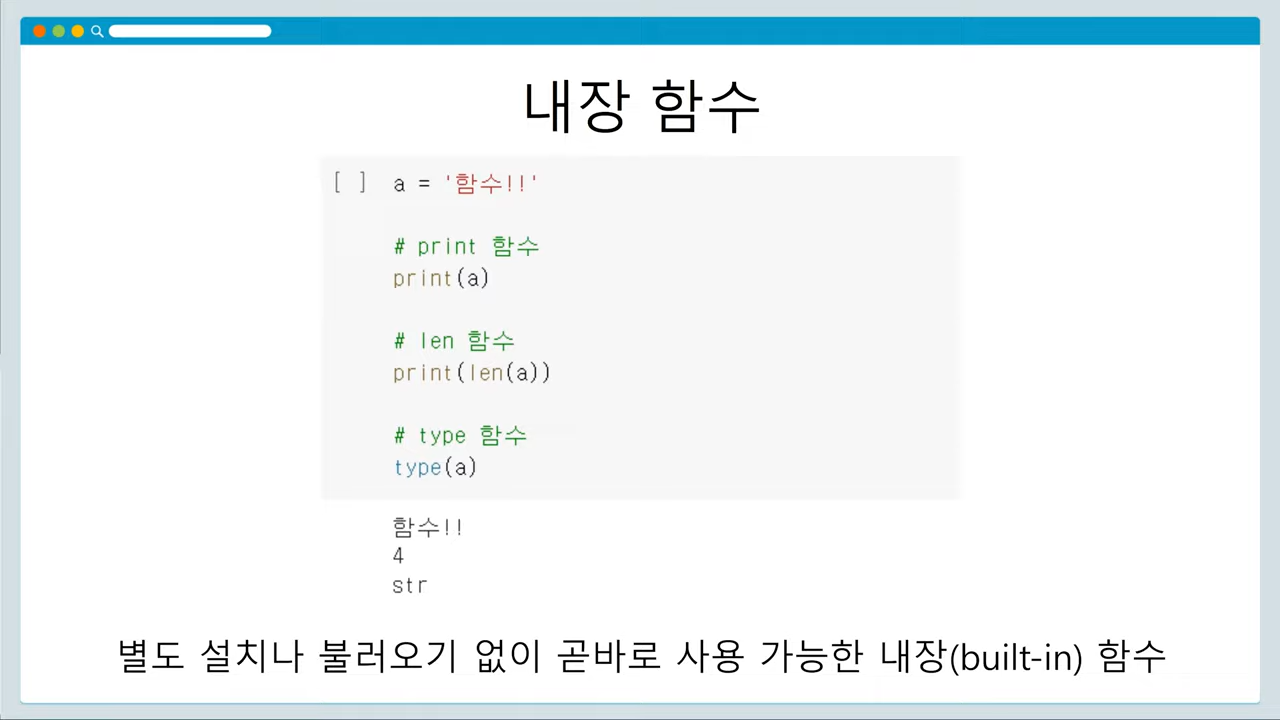 내장 함수
[ ] a = '함수!!'
# print 함수
print(a)
# len 함수
print(len(a))
# type 함수
type(a)
함수!!
4
str
별도 설치나 불러오기 없이 곧바로 사용 가능한 내장(built-in) 함수